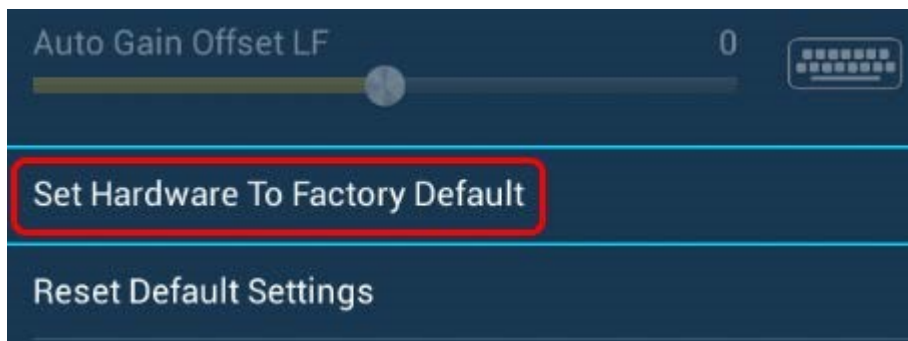 Auto Gain Offset LF 0
Set Hardware To Factory Default
Reset Default Settings